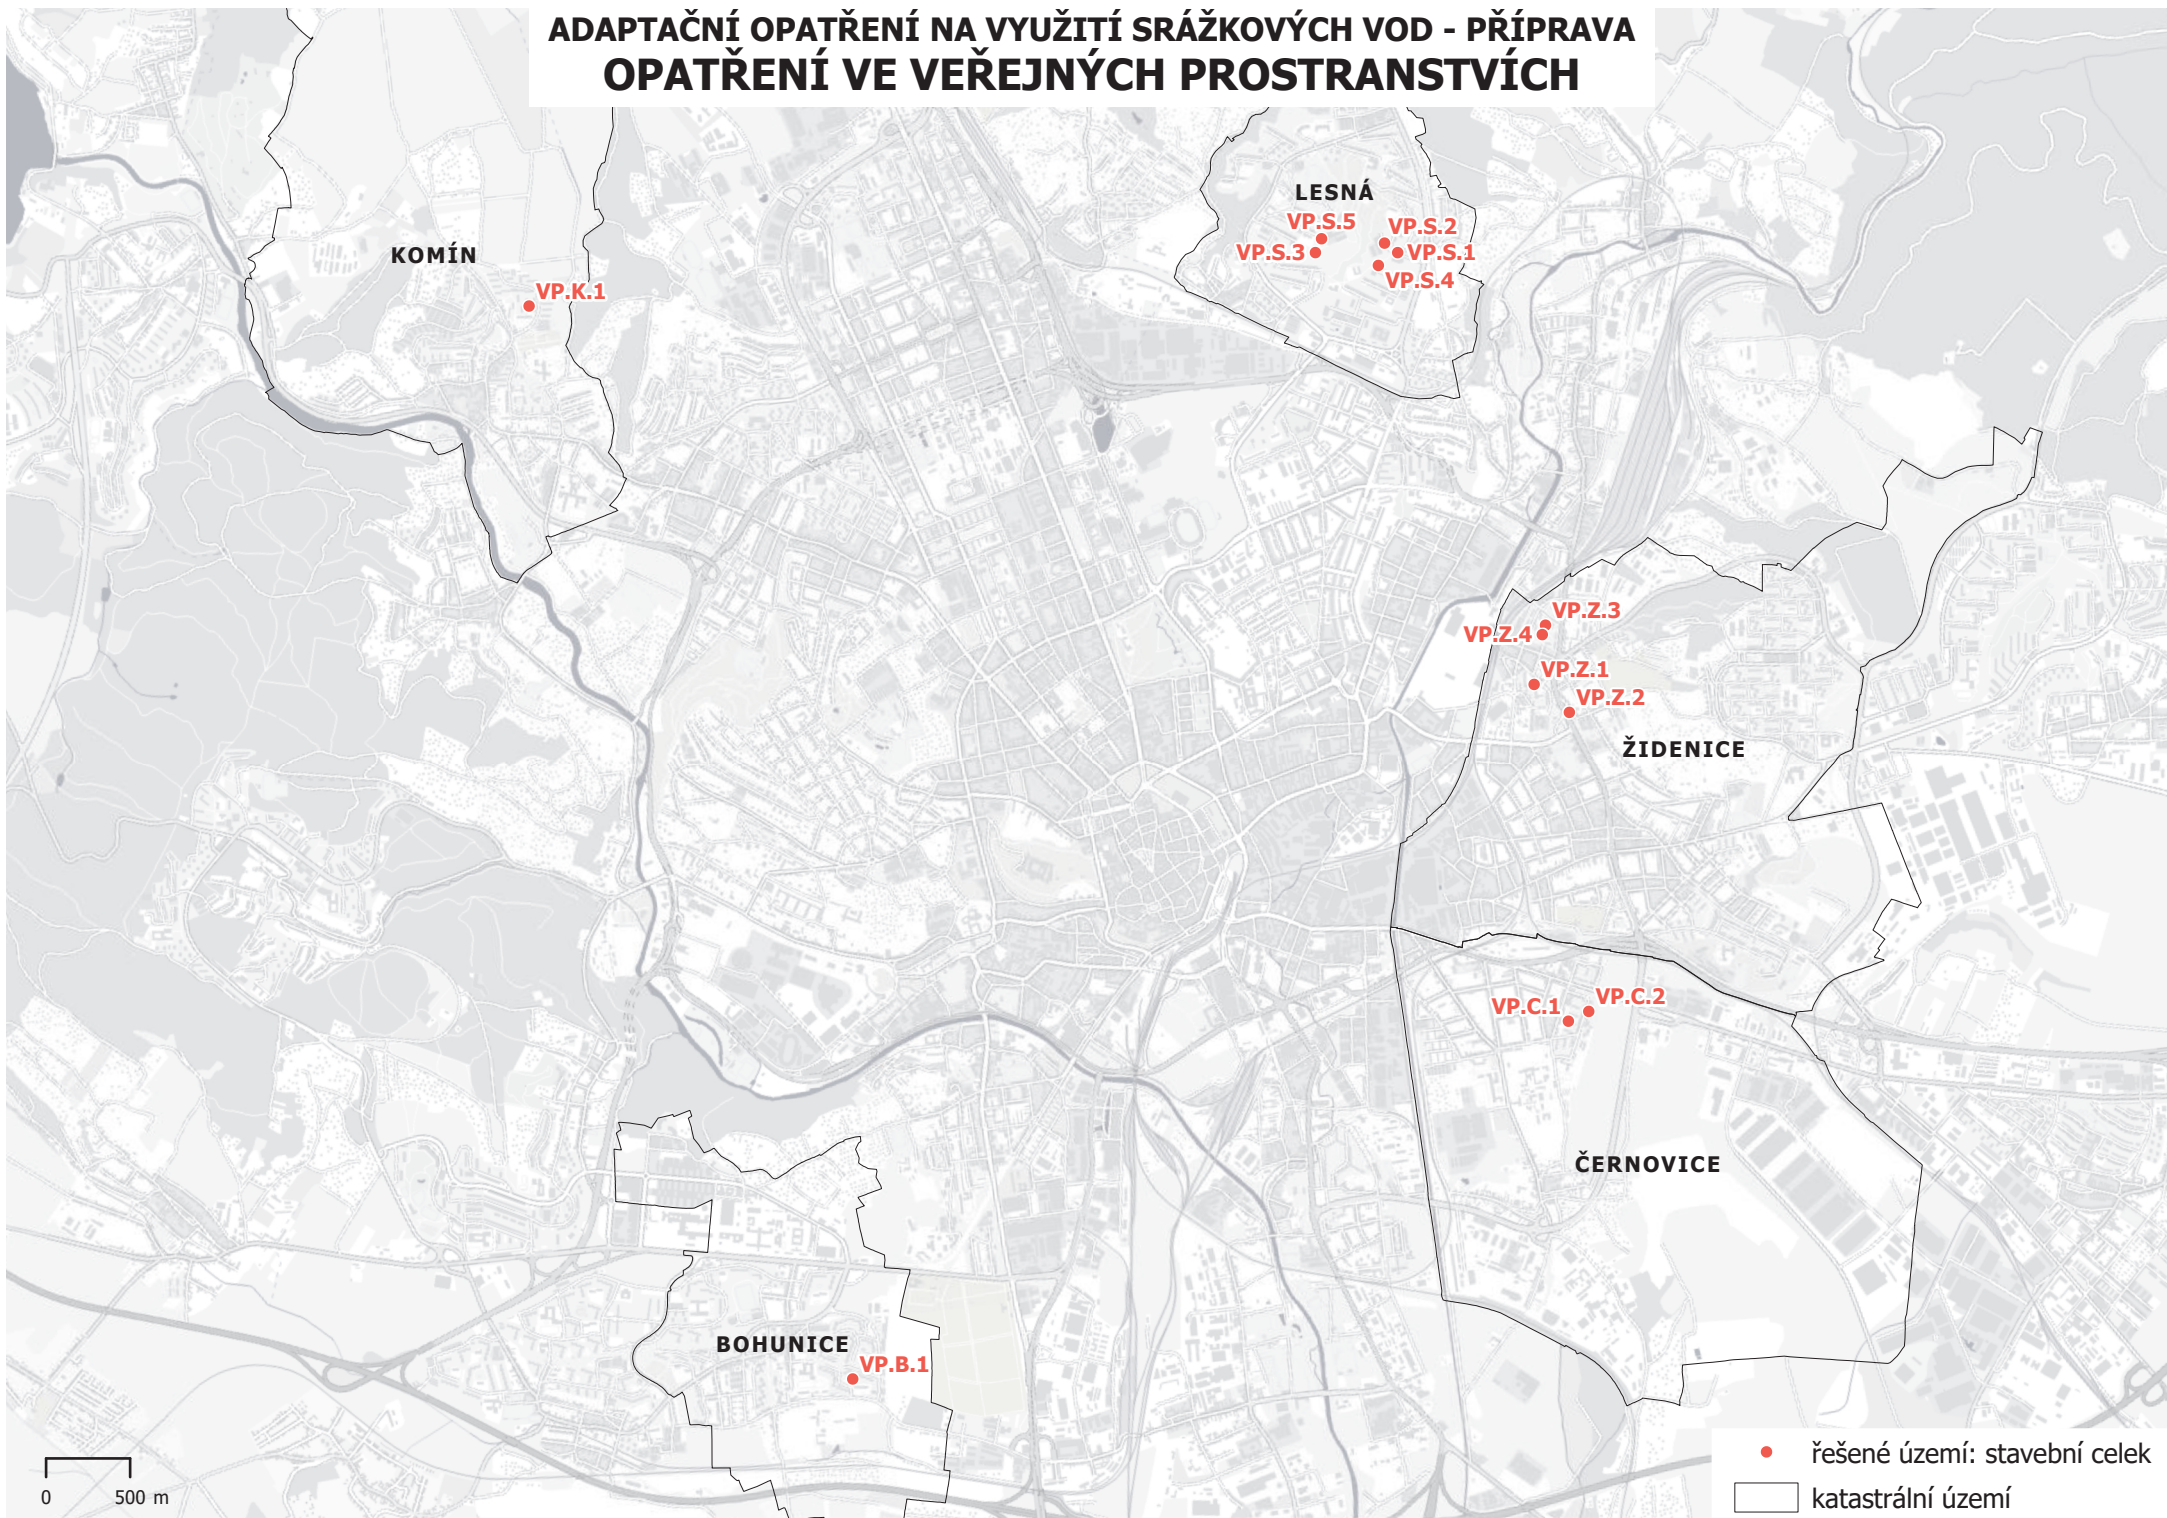 ADAPTAČNÍ OPATŘENÍ NA VYUŽITÍ SRÁŽKOVÝCH VOD - PŘÍPRAVA
OPATŘENÍ VE VEŘEJNÝCH PROSTRANSTVÍCH
LESNÁ
VP.S.5
VP.S.2
VP.S.3
VP.S.1
VP.S.4
KOMÍN
VP.K.1
VP.Z.3
VP.Z.4
VP.Z.1
VP.Z.2
ŽIDENICE
VP.C.2
VP.C.1
ČERNOVICE
BOHUNICE
VP.B.1
0 500 m
řešené území: stavební celek
katastrální území